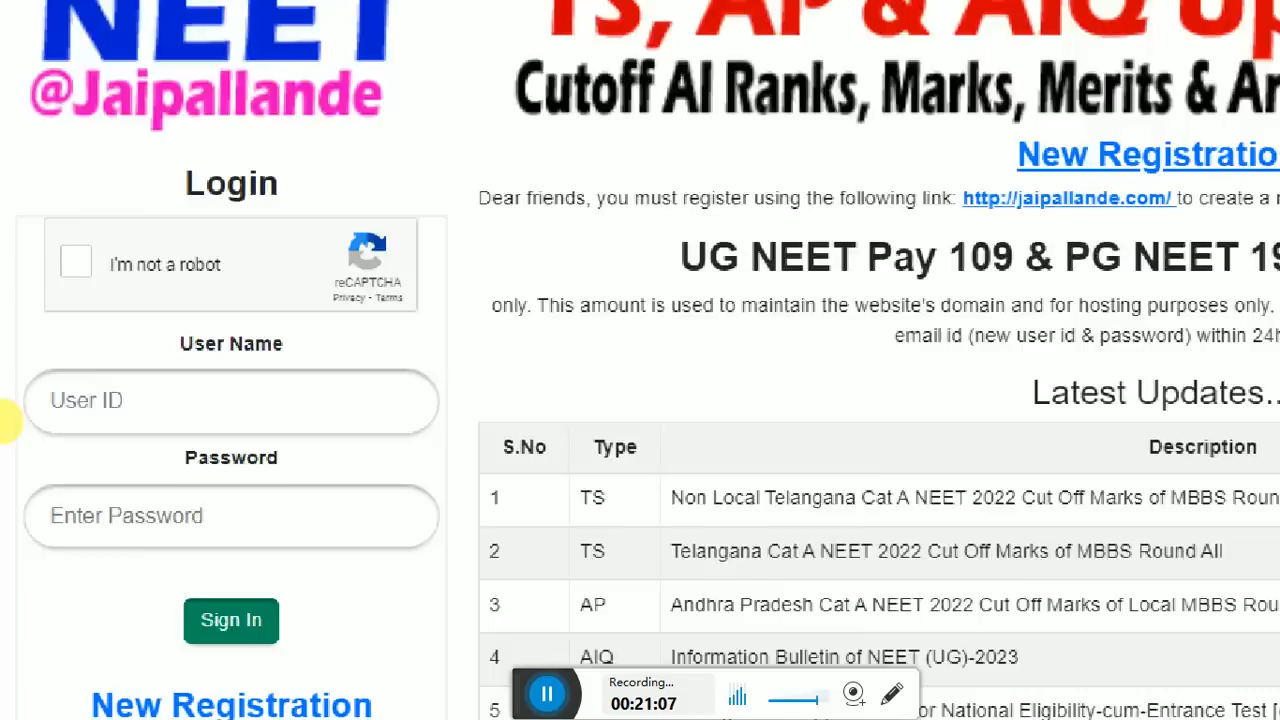 NEET
@Jaipallande
TS, AP & AIQ Up
Cutoff AI Ranks, Marks, Merits &
New Registratio
Login
Dear friends, you must register using the following link: http://jaipallande.com/ to create a
I'm not a robot
reCAPTCHA
Privacy - Terms
UG NEET Pay 109 & PG NEET 19
only. This amount is used to maintain the website's domain and for hosting purposes only.
email id (new user id & password) within 24h
User Name
User ID
Latest Updates..
Password
Enter Password
S.No Type Description
1 TS Non Local Telangana Cat A NEET 2022 Cut Off Marks of MBBS Roun
2 TS Telangana Cat A NEET 2022 Cut Off Marks of MBBS Round All
3 AP Andhra Pradesh Cat A NEET 2022 Cut Off Marks of Local MBBS Rou
4 AIQ Information Bulletin of NEET (UG)-2023
5 or National Eligibility-cum-Entrance Test
Sign In
New Registration
Recording...
00:21:07